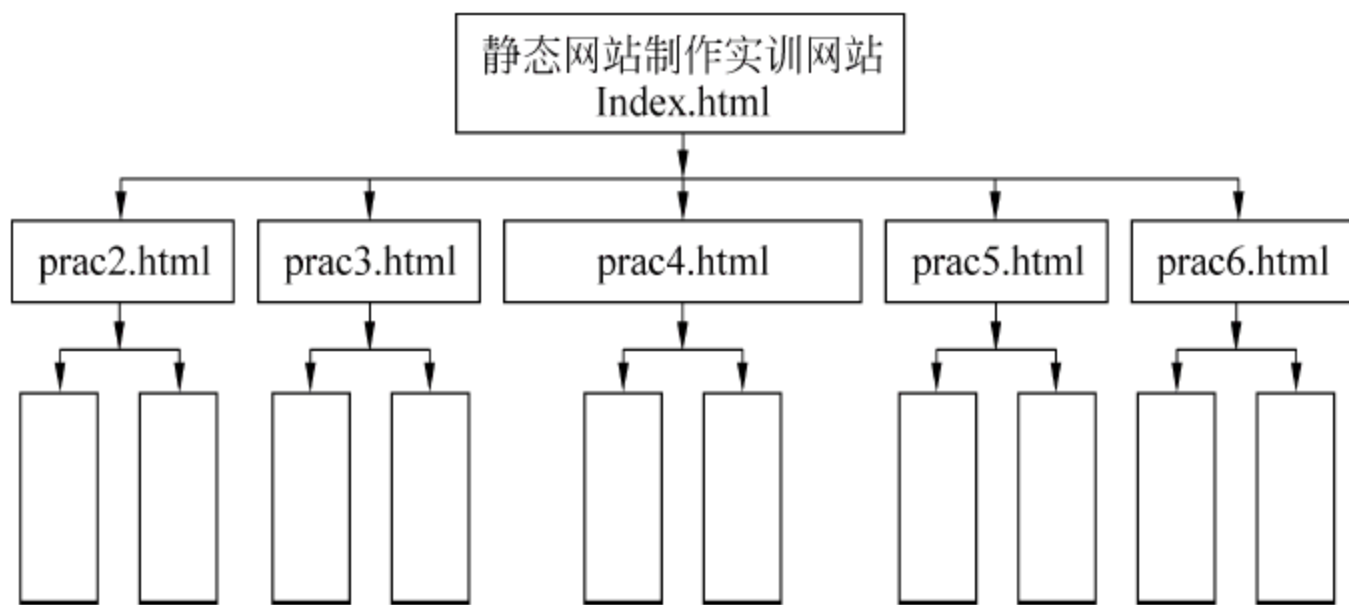 静态网站制作实训网站
Index.html
prac2.html
prac3.html
prac4.html
prac5.html
prac6.html